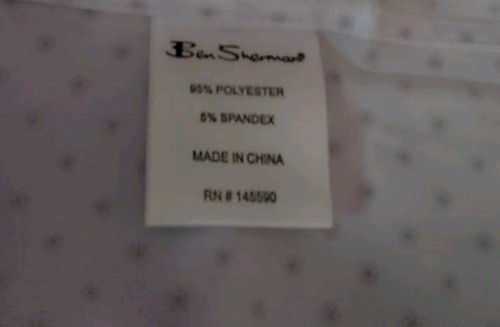 Ben Sherman
95% POLYESTER
5% SPANDEX
MADE IN CHINA
RN # 145590